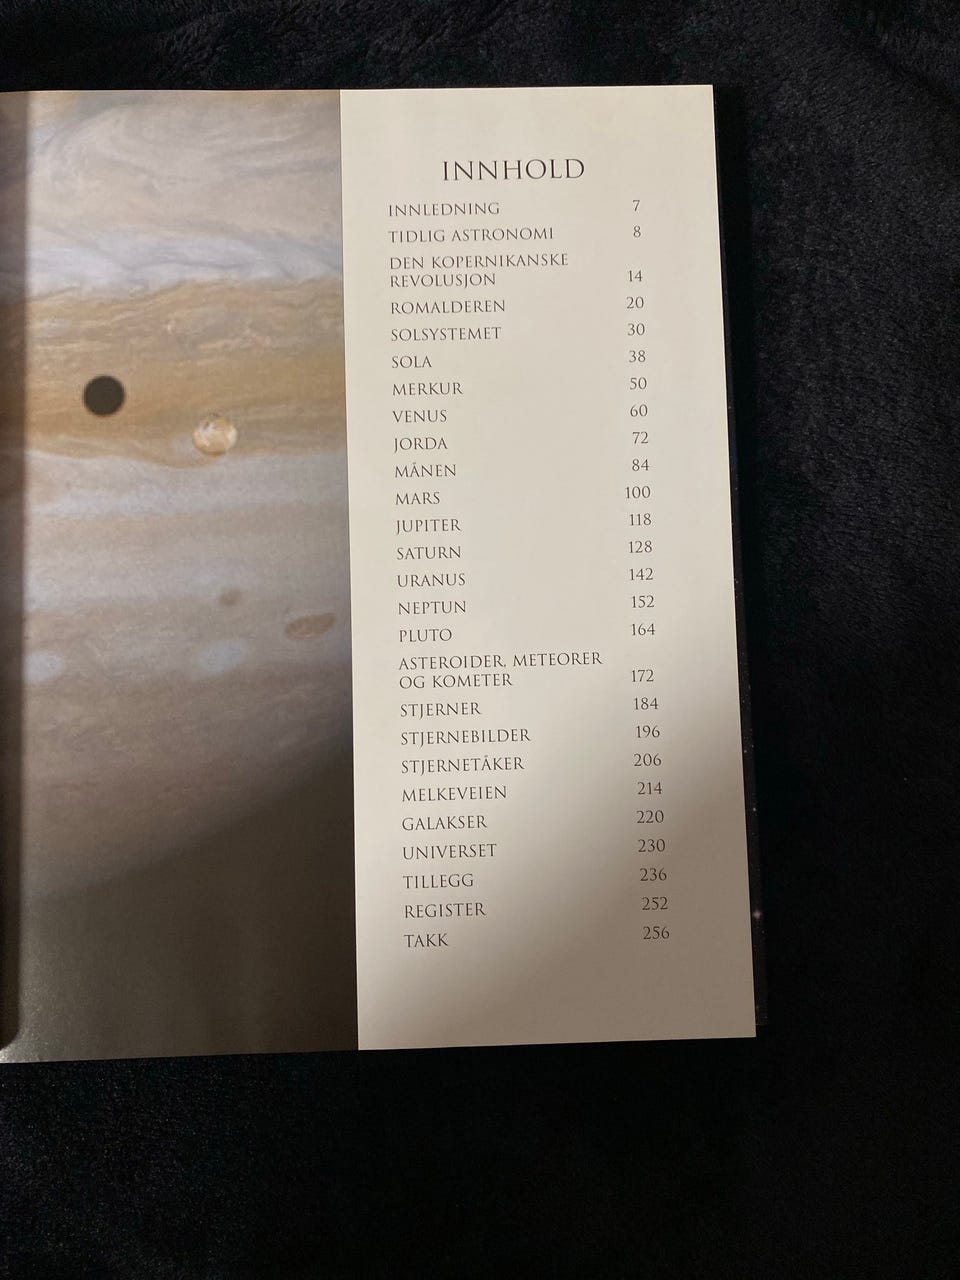 INNHOLD
INNLEDNING 7
TIDLIG ASTRONOMI 8
DEN KOPERNIKANSKE
REVOLUSJON 14
ROMALDEREN 20
SOLSYSTEMET 30
SOLA 38
MERKUR 50
VENUS 60
JORDA 72
MÅNEN 84
MARS 100
JUPITER 118
SATURN 128
URANUS 142
NEPTUN 152
PLUTO 164
ASTEROIDER, METEORER
OG KOMETER 172
STJERNER 184
STJERNEBILDER 196
STJERNETÅKER 206
MELKEVEIEN 214
GALAKSER 220
UNIVERSET 230
TILLEGG 236
REGISTER 252
TAKK 256